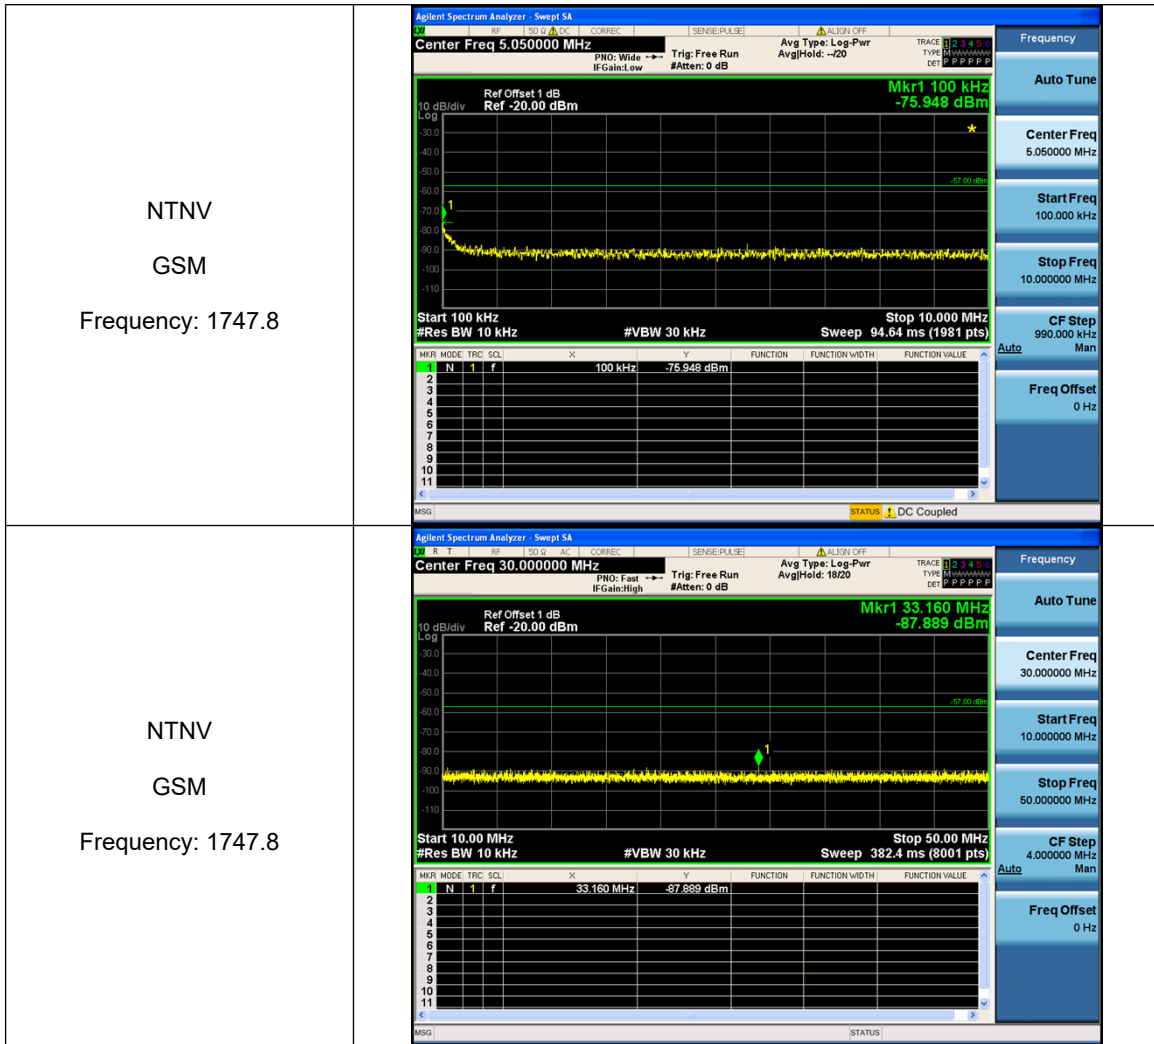 NTNV
GSM
Frequency: 1747.8
Agilent Spectrum Analyzer - Swept SA
RF 50 Ω DC CORREC SENSE:PULSE ALIGN OFF
Center Freq 5.050000 MHz
PNO: Wide
IFGain:Low
Trig: Free Run
#Atten: 0 dB
Avg Type: Log-Pwr
Avg|Hold: --/20
TRACE 1 2 3 4 5 6
TYPE M
DET P P P P P P
Frequency
Auto Tune
Center Freq
5.050000 MHz
Start Freq
100.000 kHz
Stop Freq
10.000000 MHz
CF Step
990.000 kHz
Auto Man
Freq Offset
0 Hz
Mkr1 100 kHz
-75.948 dBm
Ref Offset 1 dB
10 dB/div Ref -20.00 dBm
Log
-30.0
-40.0
-50.0
-57.00 dBm
-60.0
-70.0
1
-80.0
-90.0
-100
-110
Start 100 kHz Stop 10.000 MHz
#Res BW 10 kHz #VBW 30 kHz Sweep 94.64 ms (1981 pts)
MKR MODE TRC SCL X Y FUNCTION FUNCTION WIDTH FUNCTION VALUE
1 N 1 f 100 kHz -75.948 dBm
2
3
4
5
6
7
8
9
10
11
MSG STATUS DC Coupled
NTNV
GSM
Frequency: 1747.8
Agilent Spectrum Analyzer - Swept SA
R T RF 50 Ω AC CORREC SENSE:PULSE ALIGN OFF
Center Freq 30.000000 MHz
PNO: Fast
IFGain:High
Trig: Free Run
#Atten: 0 dB
Avg Type: Log-Pwr
Avg|Hold: 18/20
TRACE 1 2 3 4 5 6
TYPE M
DET P P P P P P
Frequency
Auto Tune
Center Freq
30.000000 MHz
Start Freq
10.000000 MHz
Stop Freq
50.000000 MHz
CF Step
4.000000 MHz
Auto Man
Freq Offset
0 Hz
Mkr1 33.160 MHz
-87.889 dBm
Ref Offset 1 dB
10 dB/div Ref -20.00 dBm
Log
-30.0
-40.0
-50.0
-57.00 dBm
-60.0
-70.0
1
-80.0
-90.0
-100
-110
Start 10.00 MHz Stop 50.00 MHz
#Res BW 10 kHz #VBW 30 kHz Sweep 382.4 ms (8001 pts)
MKR MODE TRC SCL X Y FUNCTION FUNCTION WIDTH FUNCTION VALUE
1 N 1 f 33.160 MHz -87.889 dBm
2
3
4
5
6
7
8
9
10
11
MSG STATUS